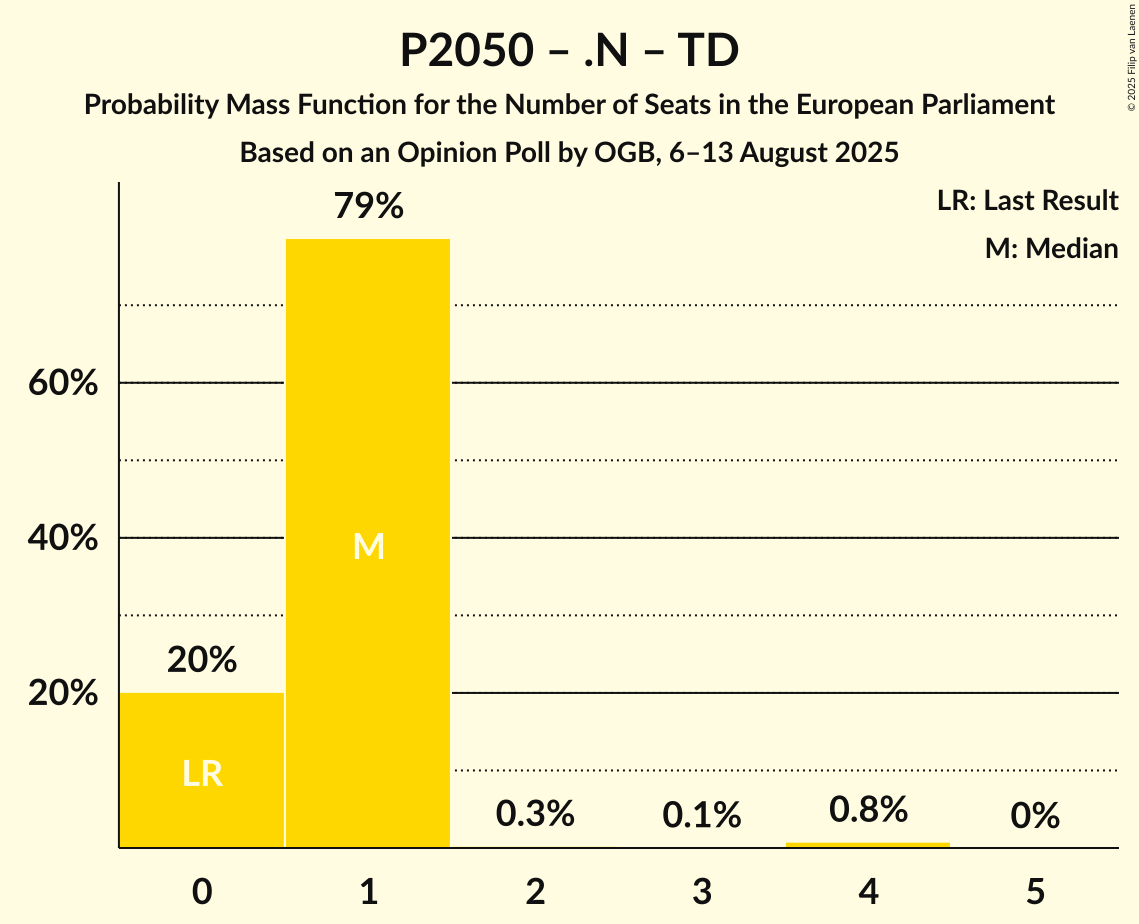 P2050 – .N – TD
Probability Mass Function for the Number of Seats in the European Parliament
Based on an Opinion Poll by OGB, 6–13 August 2025
© 2025 Filip van Laenen
LR: Last Result
M: Median
79%
60%
40%
20%
20%
M
LR
0.3%
0.1%
0.8%
0%
0
1
2
3
4
5